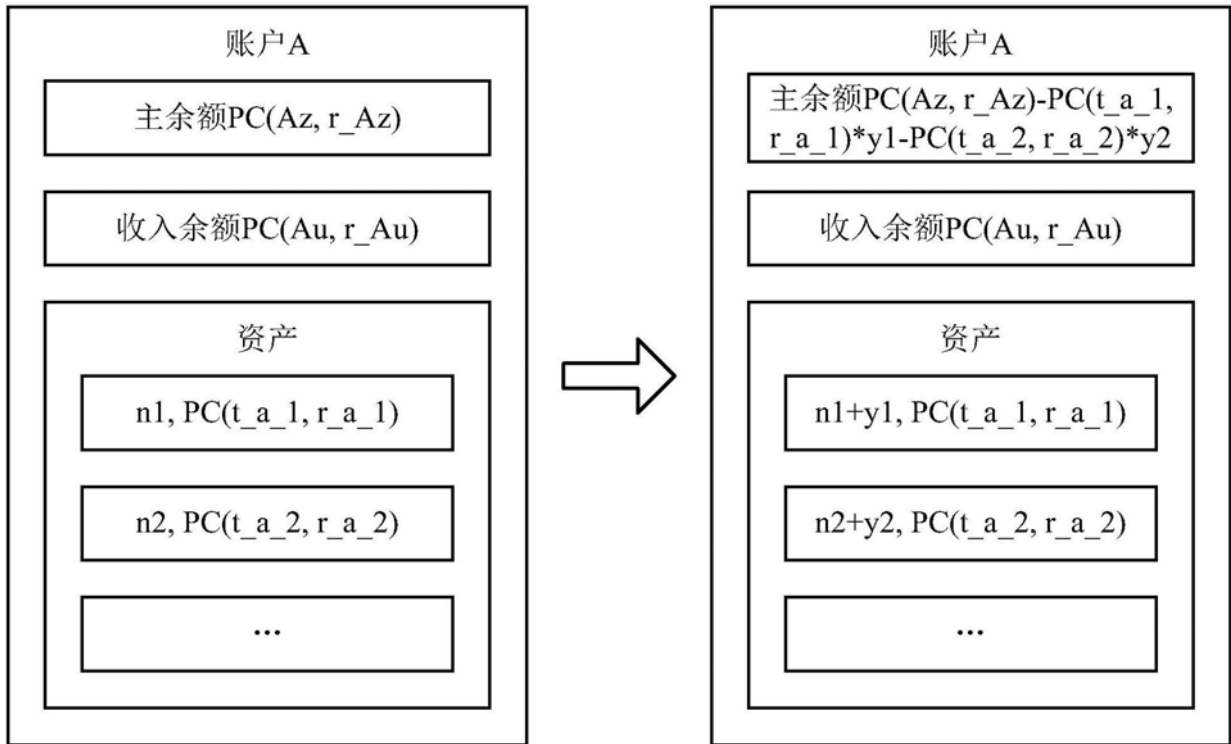 账户A
主余额PC(Az, r_Az)
收入余额PC(Au, r_Au)
资产
n1, PC(t_a_1, r_a_1)
n2, PC(t_a_2, r_a_2)
...
账户A
主余额PC(Az, r_Az)-PC(t_a_1,
r_a_1)*y1-PC(t_a_2, r_a_2)*y2
收入余额PC(Au, r_Au)
资产
n1+y1, PC(t_a_1, r_a_1)
n2+y2, PC(t_a_2, r_a_2)
...